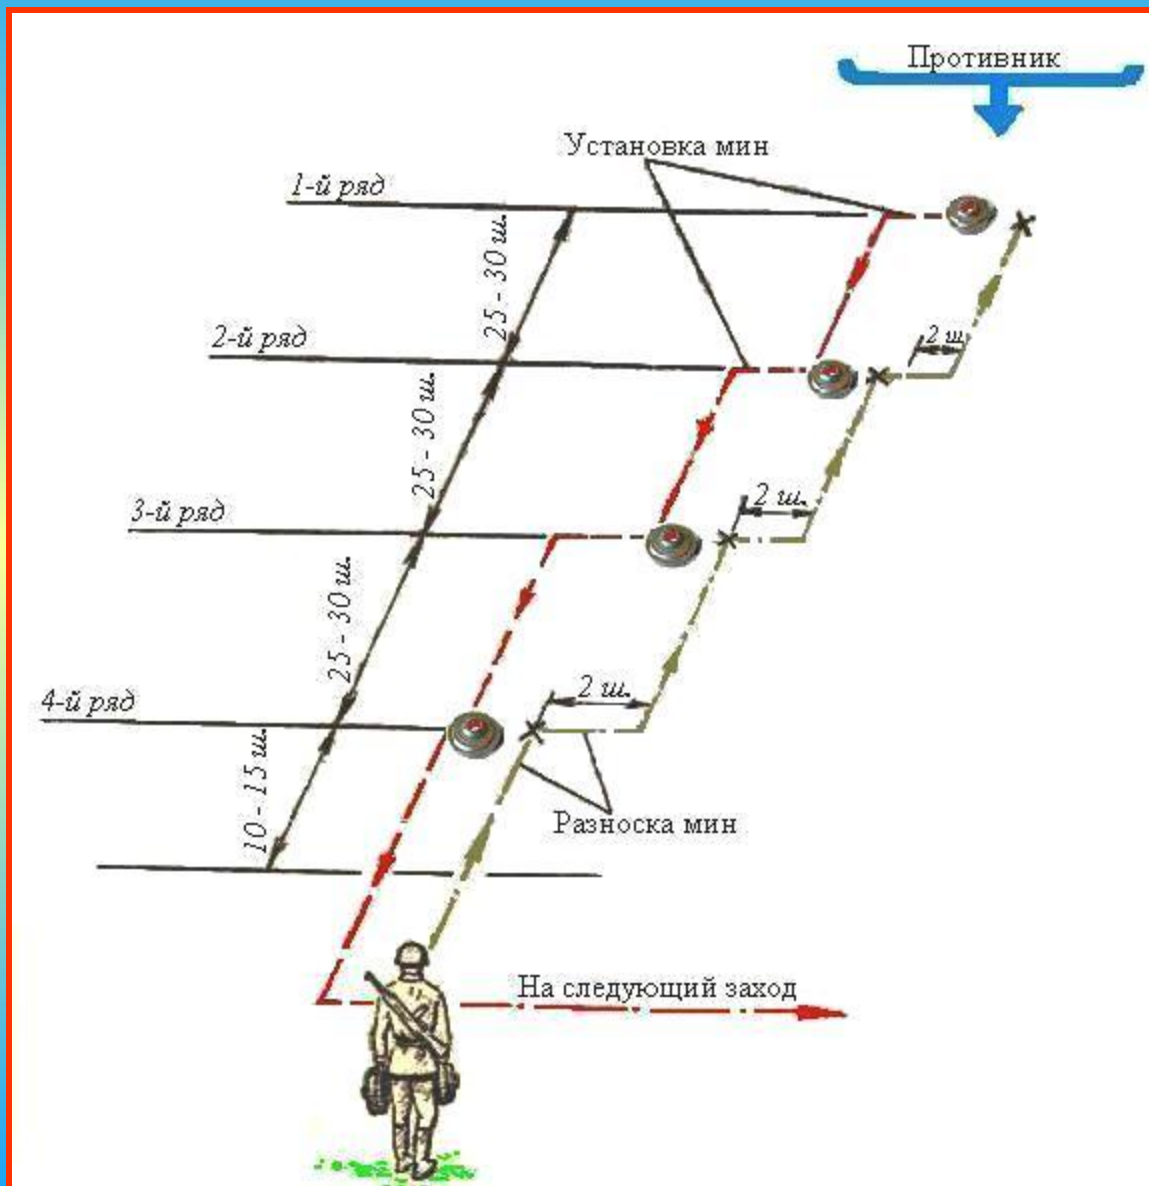 Противник
Установка мин
1-й ряд
25 - 30 ш.
2-й ряд
2 ш
25 - 30 ш.
3-й ряд
2 ш.
25 - 30 ш.
4-й ряд
2 ш.
10 - 15 ш.
Разноска мин
На следующий заход